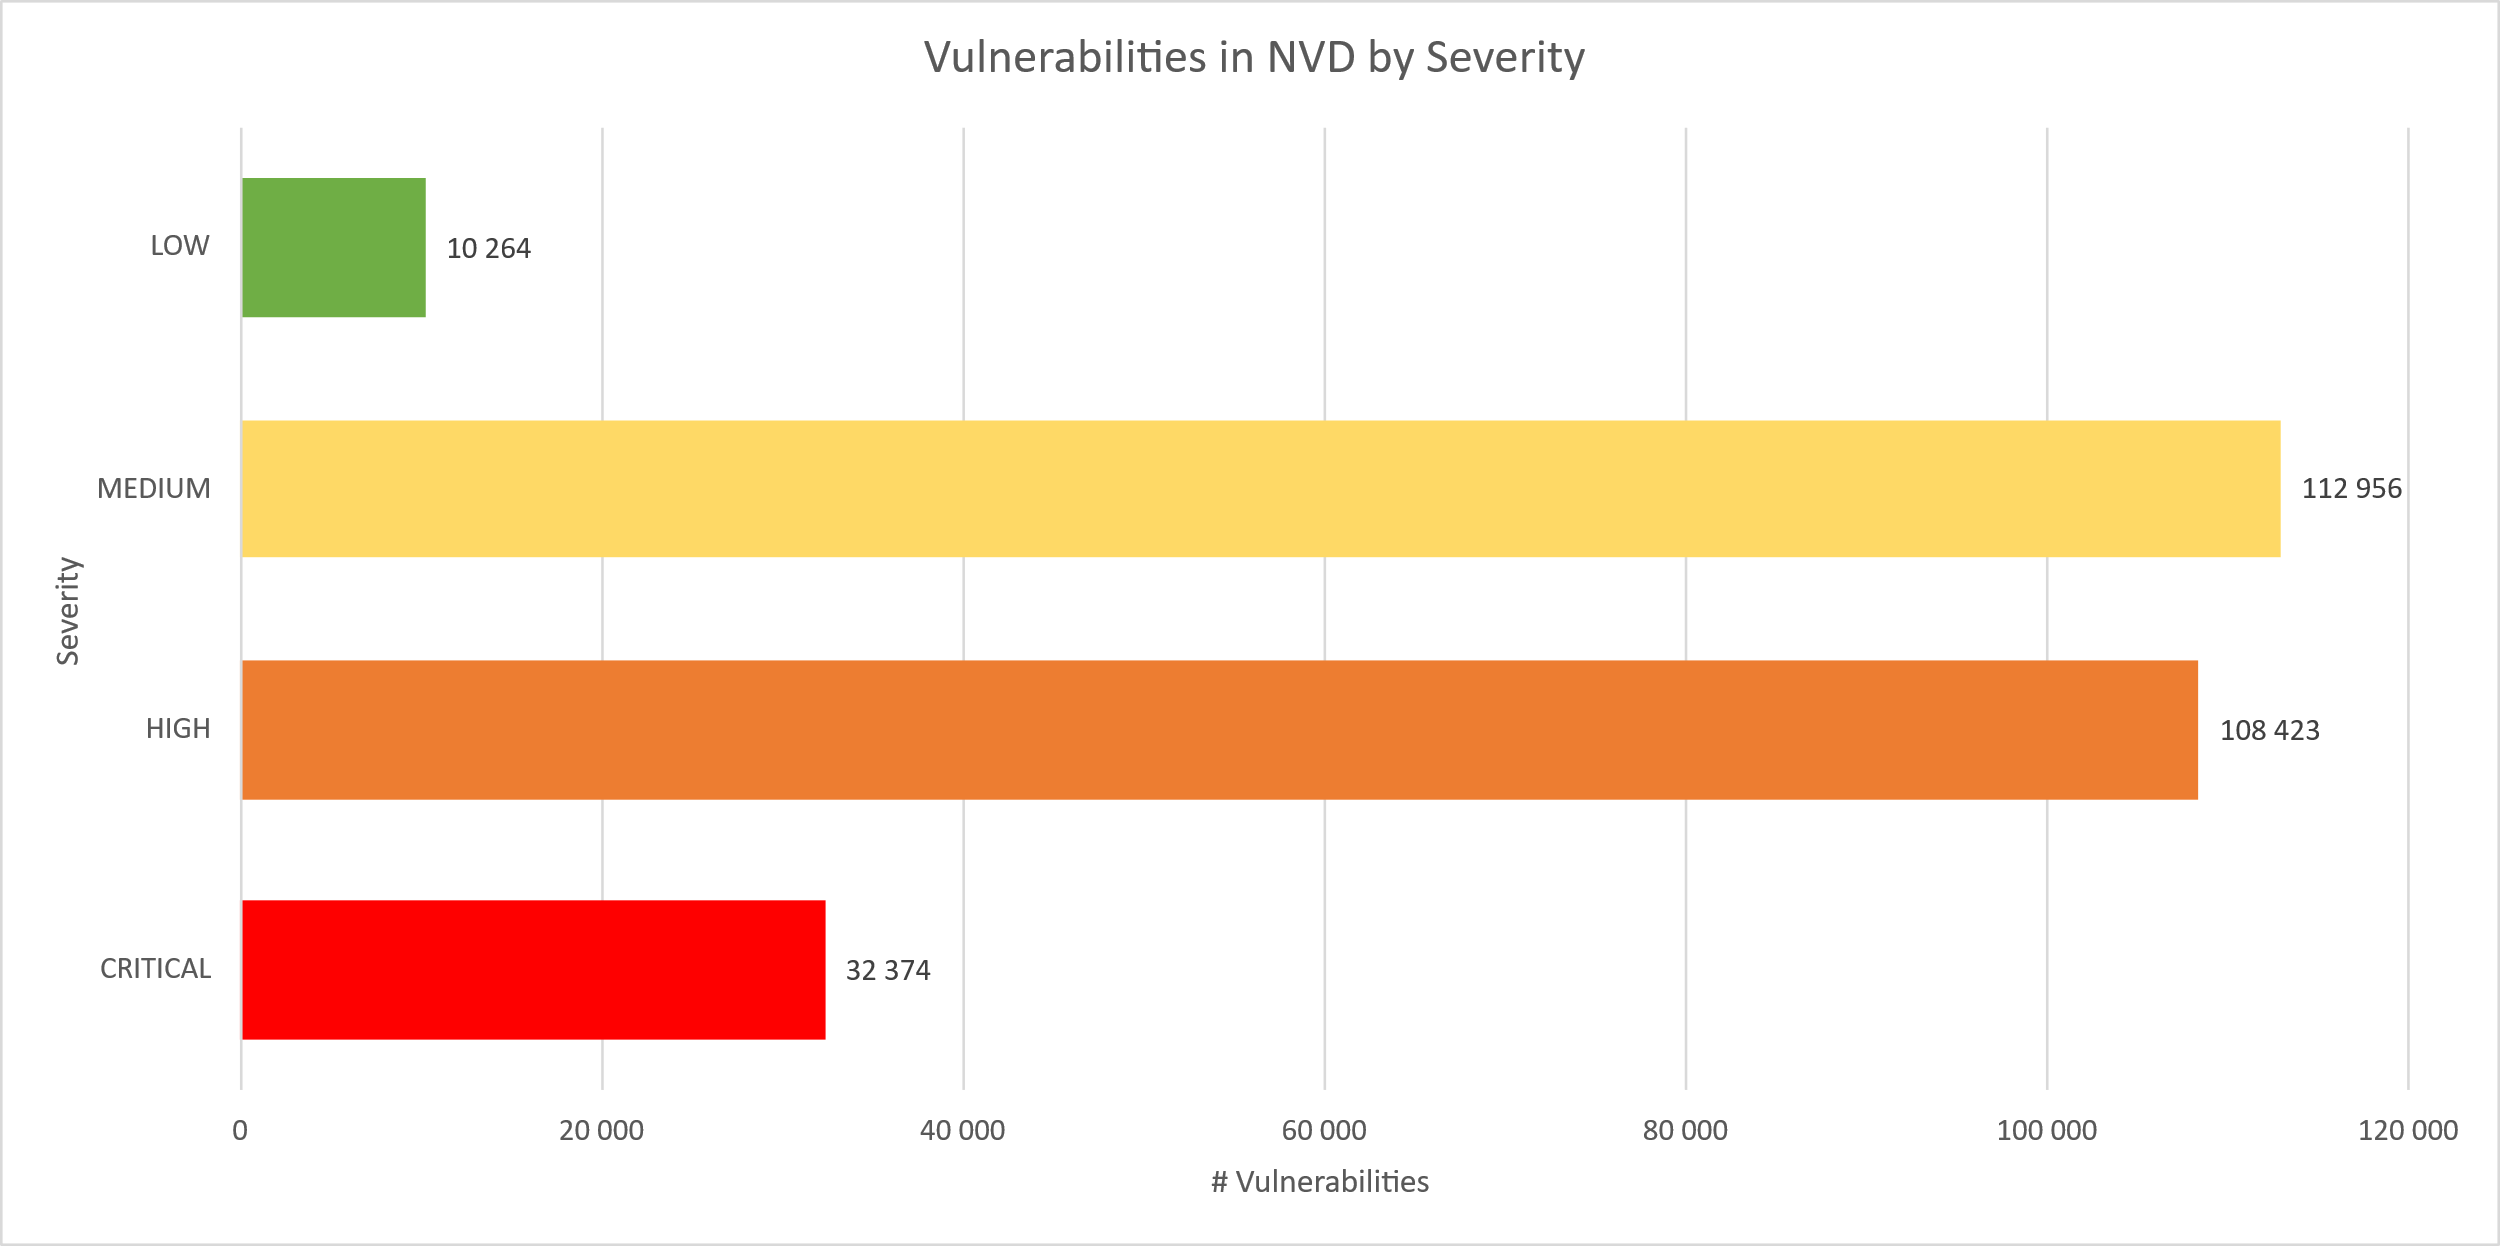 Vulnerabilities in NVD by Severity
LOW
10 264
MEDIUM
112 956
Severity
HIGH
108 423
CRITICAL
32 374
0 20 000 40 000 60 000 80 000 100 000 120 000
# Vulnerabilities